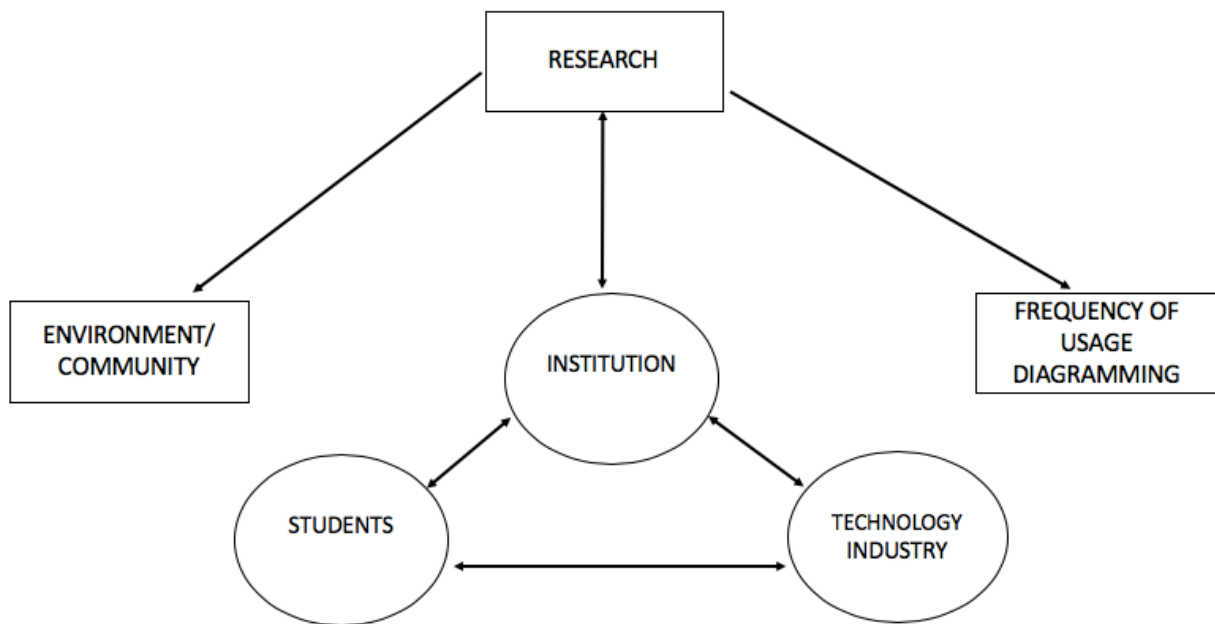 RESEARCH
ENVIRONMENT/
COMMUNITY
INSTITUTION
FREQUENCY OF
USAGE
DIAGRAMMING
STUDENTS
TECHNOLOGY
INDUSTRY